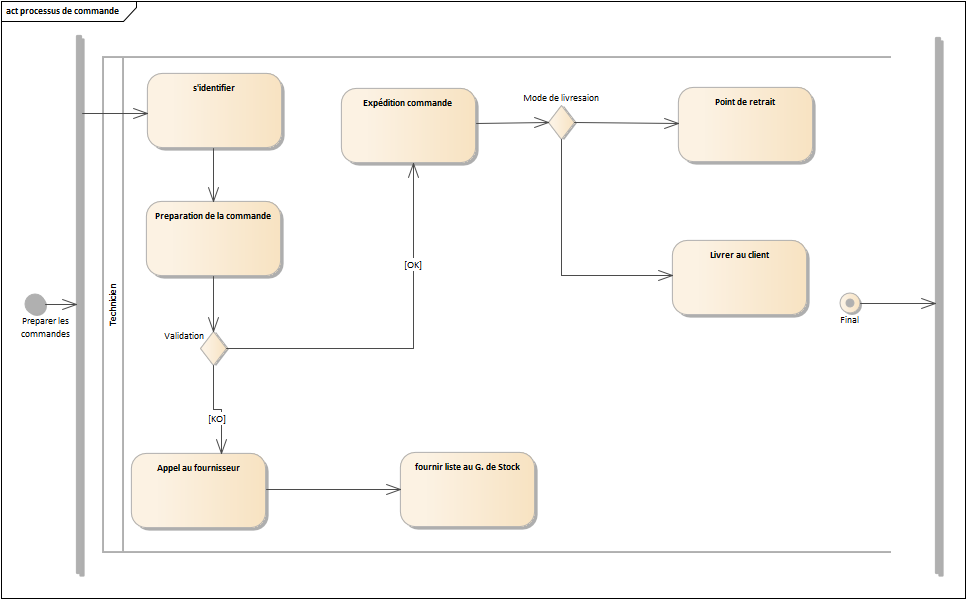 act processus de commande
s'identifier
Expédition commande
Mode de livresaion
Point de retrait
Preparation de la commande
Livrer au client
[OK]
Technicien
Preparer les
commandes
Validation
Final
[KO]
Appel au fournisseur
fournir liste au G. de Stock